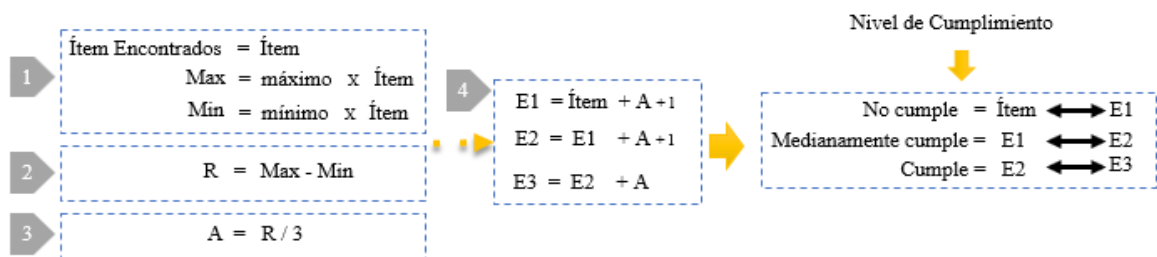 1
Ítem Encontrados = Ítem
Max = máximo x Ítem
Min = mínimo x Ítem
2
R = Max - Min
3
A = R / 3
4
E1 = Ítem + A +1
E2 = E1 + A +1
E3 = E2 + A
Nivel de Cumplimiento
No cumple = Ítem E1
Medianamente cumple = E1 E2
Cumple = E2 E3